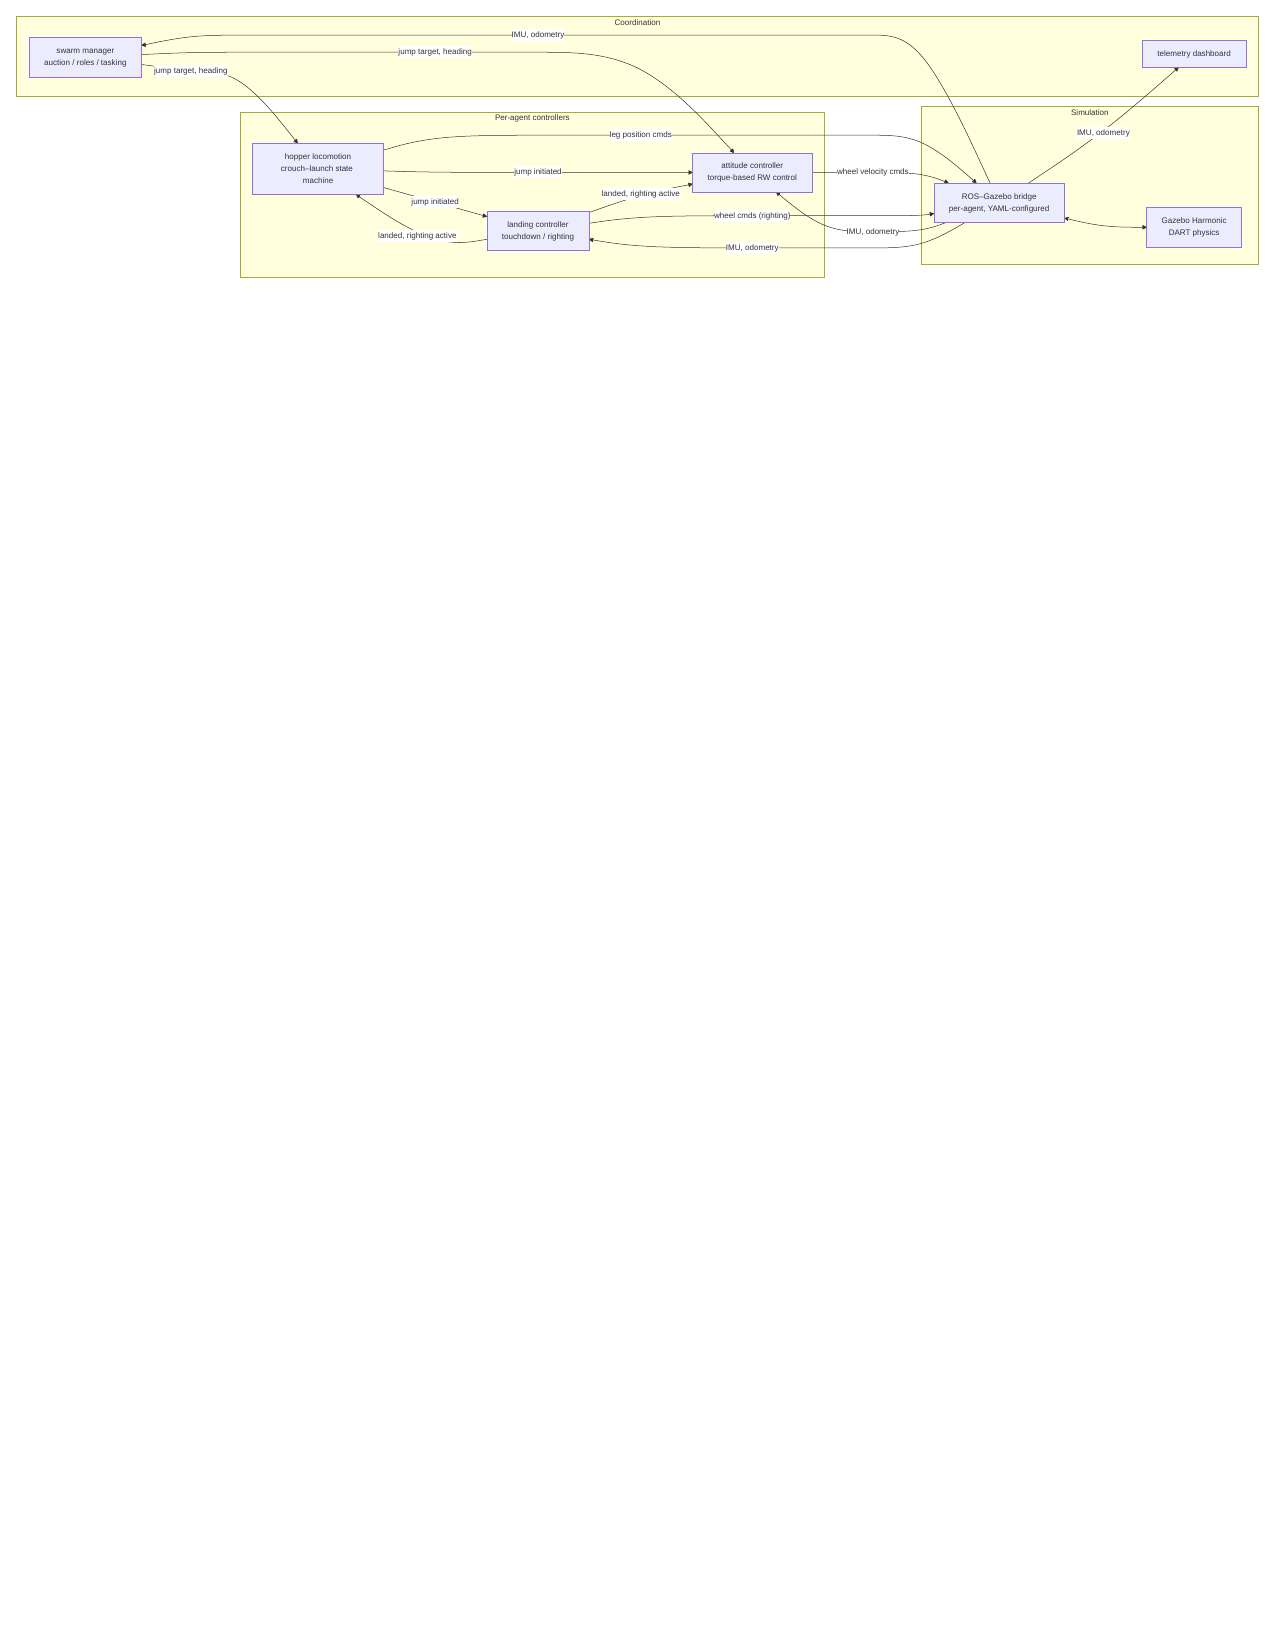 Coordination
IMU, odometry
swarm manager
auction / roles / tasking
jump target, heading
telemetry dashboard
jump target, heading
Per-agent controllers
Simulation
leg position cmds
IMU, odometry
hopper locomotion
crouch–launch state
machine
attitude controller
torque-based RW control
jump initiated
wheel velocity cmds
landed, righting active
jump initiated
ROS–Gazebo bridge
per-agent, YAML-configured
wheel cmds (righting)
landing controller
touchdown / righting
Gazebo Harmonic
DART physics
landed, righting active
IMU, odometry
IMU, odometry